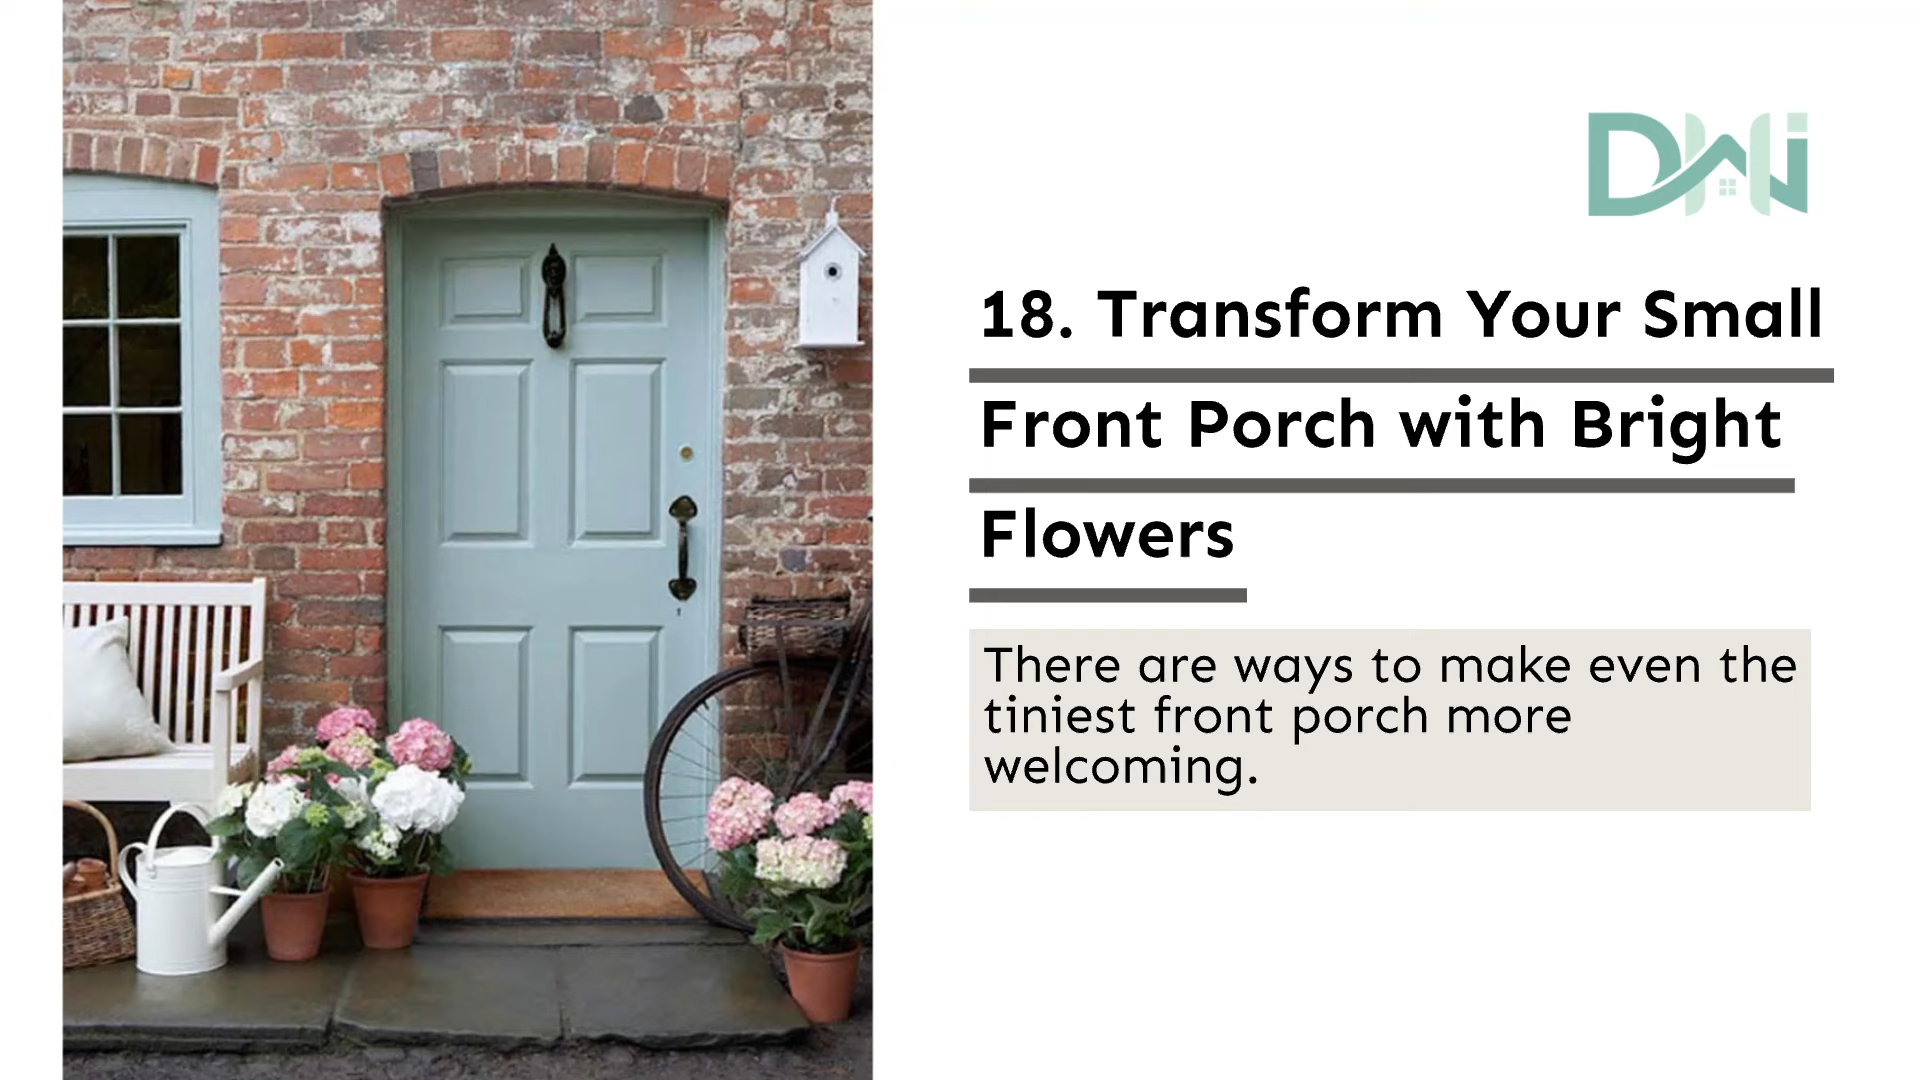 DHI
18. Transform Your Small
Front Porch with Bright
Flowers
There are ways to make even the
tiniest front porch more
welcoming.